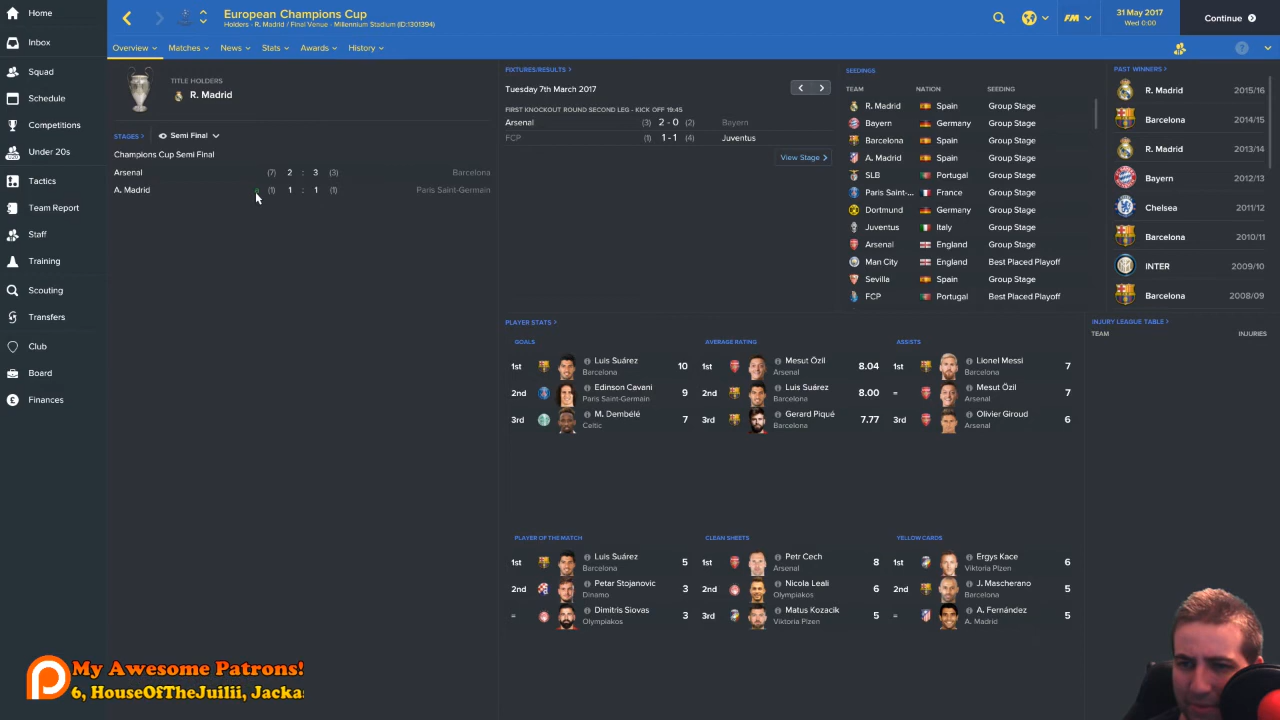 Home
Inbox
Squad
Schedule
Competitions
Under 20s
Tactics
Team Report
Staff
Training
Scouting
Transfers
Club
Board
Finances
European Champions Cup
Holders - R. Madrid / Final Venue - Millennium Stadium (ID:1301394)
FM
31 May 2017
Wed 0:00
Continue
Overview
Matches
News
Stats
Awards
History
TITLE HOLDERS
R. Madrid
STAGES > Semi Final
Champions Cup Semi Final
Arsenal (7) 2 : 3 (3) Barcelona
A. Madrid (1) 1 : 1 (1) Paris Saint-Germain
FIXTURES/RESULTS >
Tuesday 7th March 2017
FIRST KNOCKOUT ROUND SECOND LEG - KICK OFF 19:45
Arsenal (3) 2 - 0 (2) Bayern
FCP (1) 1 - 1 (4) Juventus
View Stage >
SEEDINGS
TEAM NATION SEEDING
R. Madrid Spain Group Stage
Bayern Germany Group Stage
Barcelona Spain Group Stage
A. Madrid Spain Group Stage
SLB Portugal Group Stage
Paris Saint-... France Group Stage
Dortmund Germany Group Stage
Juventus Italy Group Stage
Arsenal England Group Stage
Man City England Best Placed Playoff
Sevilla Spain Group Stage
FCP Portugal Best Placed Playoff
PAST WINNERS >
R. Madrid 2015/16
Barcelona 2014/15
R. Madrid 2013/14
Bayern 2012/13
Chelsea 2011/12
Barcelona 2010/11
INTER 2009/10
Barcelona 2008/09
PLAYER STATS >
GOALS
1st Luis Suárez 10
Barcelona
2nd Edinson Cavani 9
Paris Saint-Germain
3rd M. Dembélé 7
Celtic
AVERAGE RATING
1st Mesut Özil 8.04
Arsenal
2nd Luis Suárez 8.00
Barcelona
3rd Gerard Piqué 7.77
Barcelona
ASSISTS
1st Lionel Messi 7
Barcelona
= Mesut Özil 7
Arsenal
3rd Olivier Giroud 6
Arsenal
INJURY LEAGUE TABLE >
TEAM INJURIES
PLAYER OF THE MATCH
1st Luis Suárez 5
Barcelona
2nd Petar Stojanovic 3
Dinamo
= Dimitris Siovas 3
Olympiakos
CLEAN SHEETS
1st Petr Cech 8
Arsenal
2nd Nicola Leali 6
Olympiakos
3rd Matus Kozacik 5
Viktoria Plzen
YELLOW CARDS
1st Ergys Kace 6
Viktoria Plzen
2nd J. Mascherano 5
Barcelona
= A. Fernández 5
A. Madrid
My Awesome Patrons!
6, HouseOfTheJuilii, Jacka